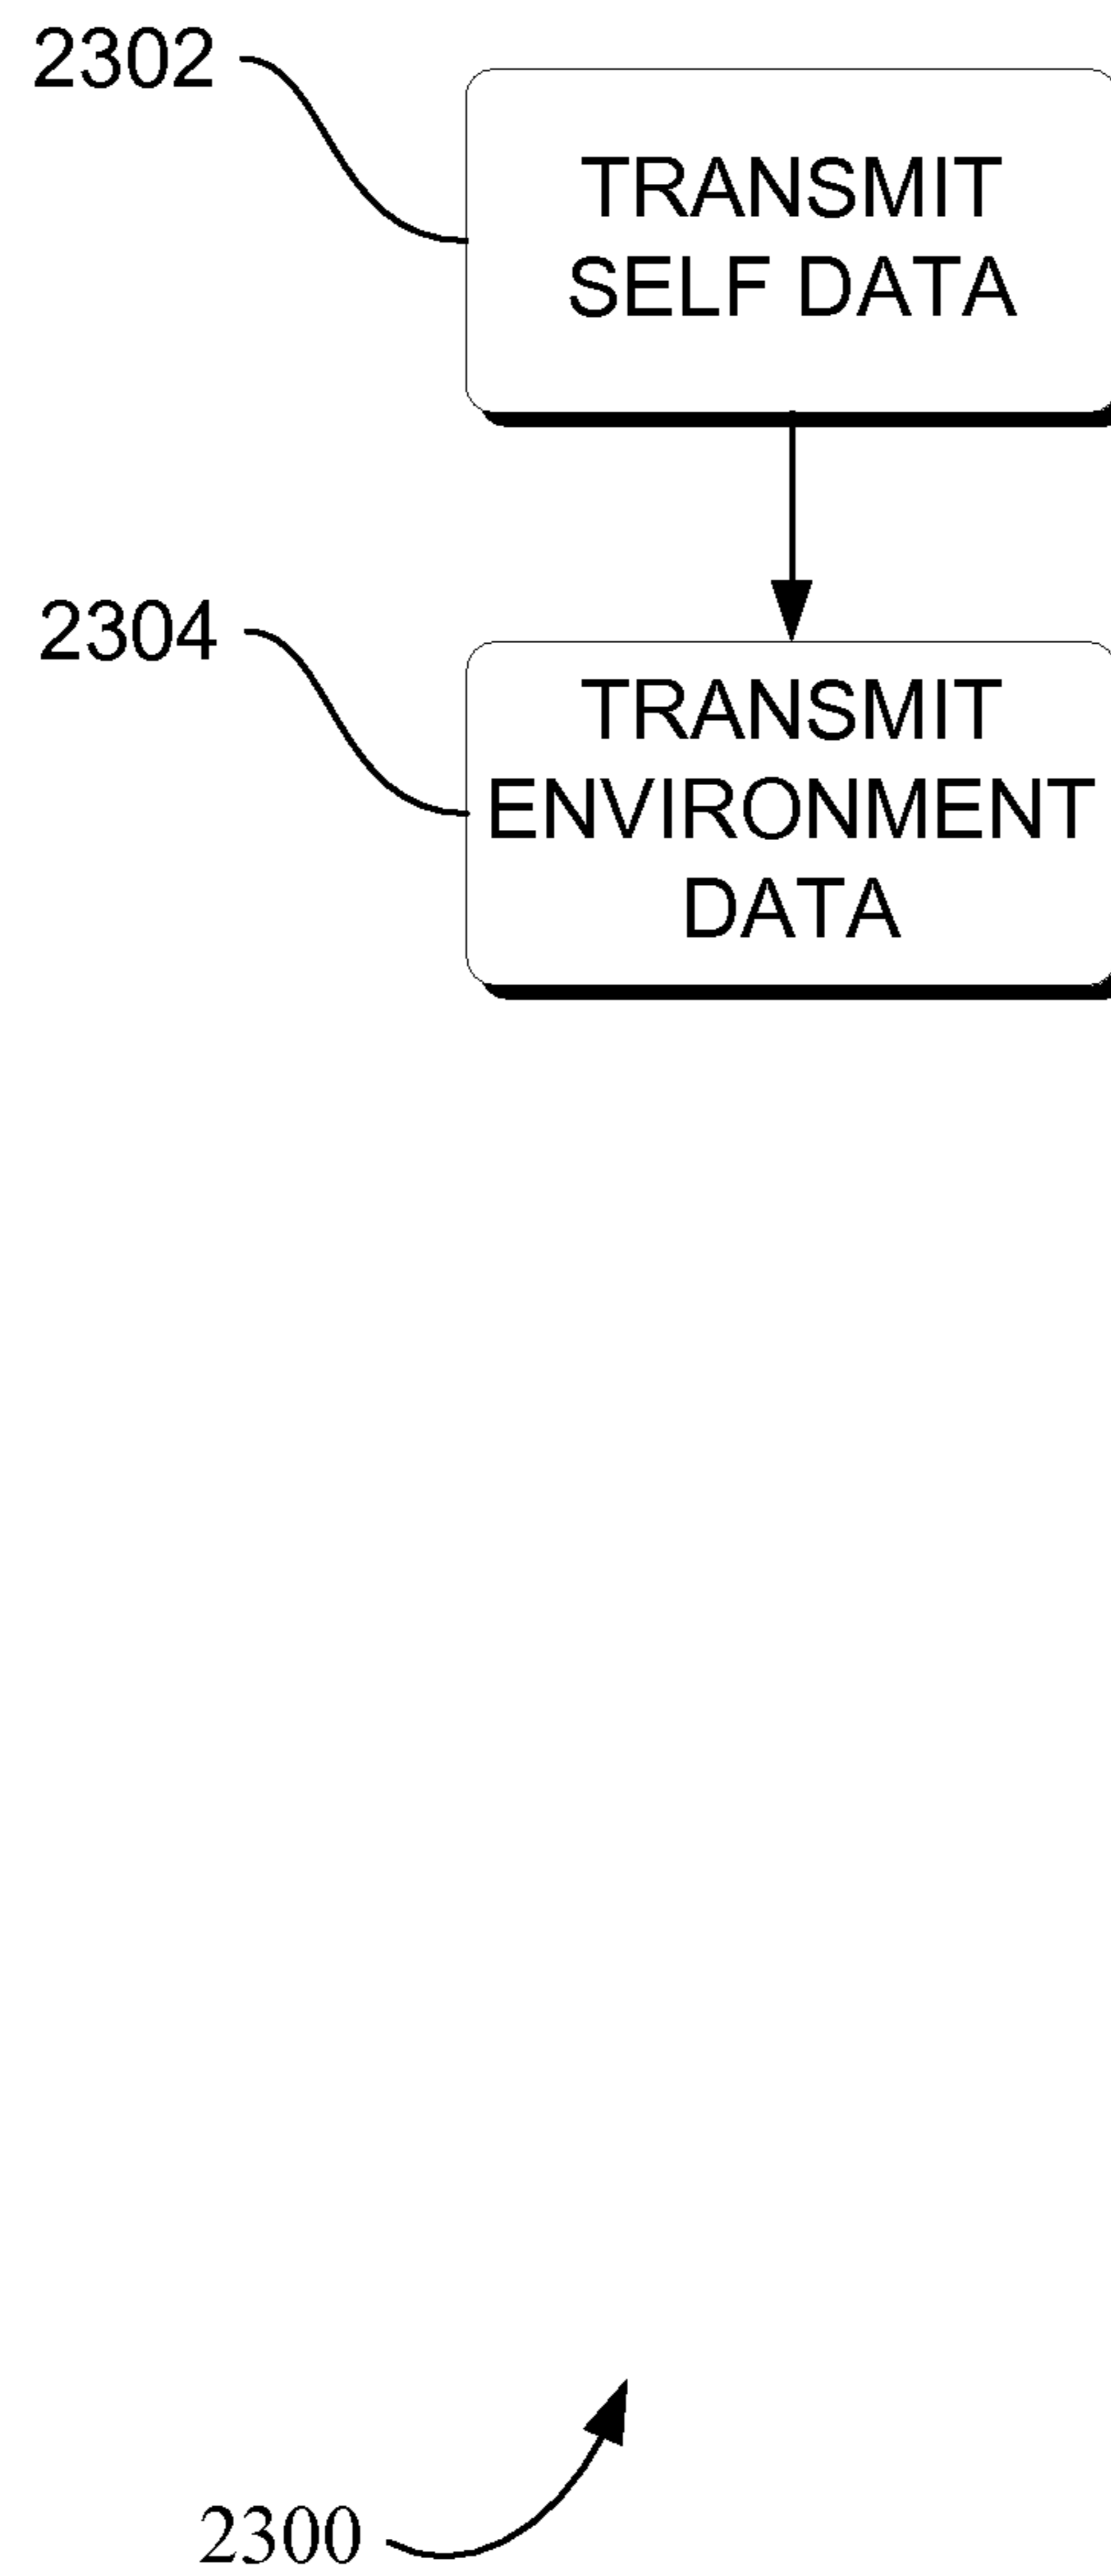 2302
TRANSMIT
SELF DATA
2304
TRANSMIT
ENVIRONMENT
DATA
2300